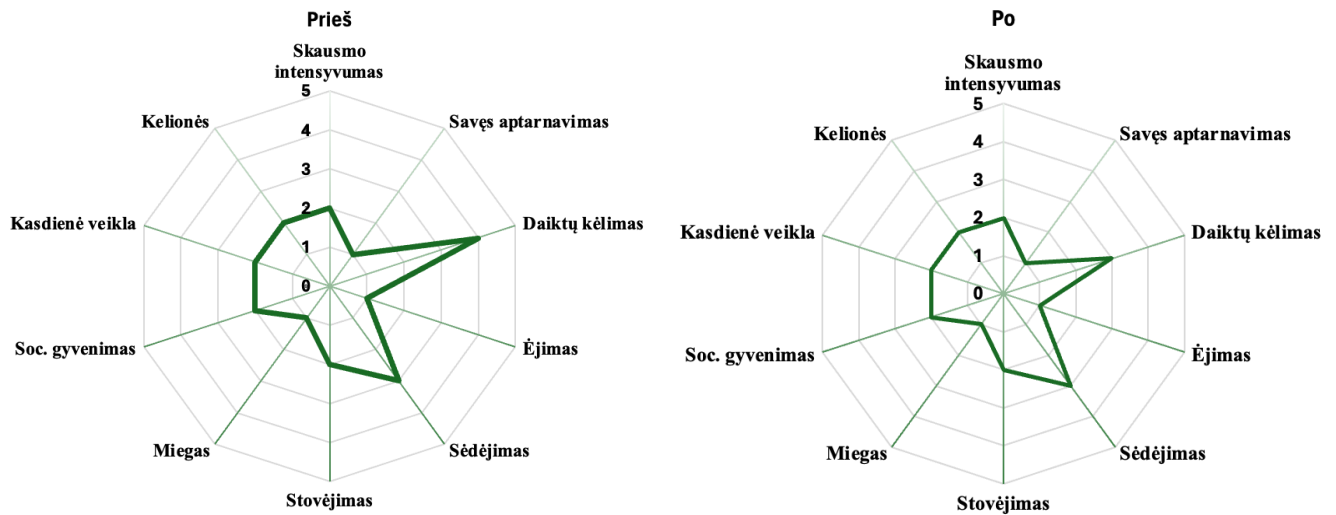 Prieš
Skausmo
intensyvumas
5
4
3
2
1
0
Savęs aptarnavimas
Daiktų kėlimas
Ėjimas
Sėdėjimas
Stovėjimas
Miegas
Soc. gyvenimas
Kasdienė veikla
Kelionės
Po
Skausmo
intensyvumas
5
4
3
2
1
0
Savęs aptarnavimas
Daiktų kėlimas
Ėjimas
Sėdėjimas
Stovėjimas
Miegas
Soc. gyvenimas
Kasdienė veikla
Kelionės